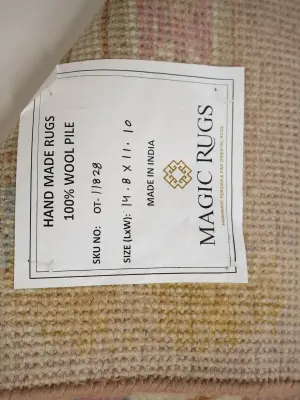 HAND MADE RUGS
100% WOOL PILE
SKU NO: OT-11828
SIZE (LxW): 14.8 X 11.10
MADE IN INDIA
MAGIC RUGS